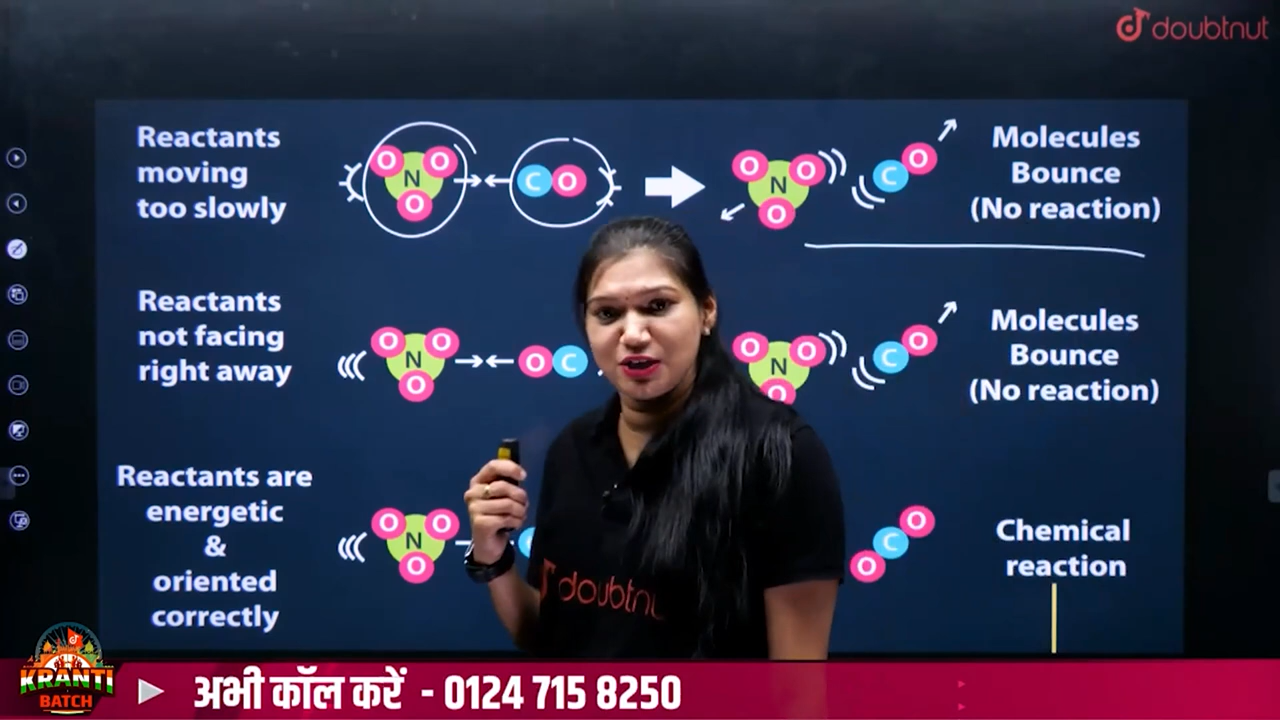 doubtnut
Reactants
moving
too slowly
O O
N
O
C O
O O
N
O
C O
Molecules
Bounce
(No reaction)
Reactants
not facing
right away
O O
N
O
O C
O O
N
O
C O
Molecules
Bounce
(No reaction)
Reactants are
energetic
&
oriented
correctly
O O
N
O
O C O
Chemical
reaction
doubtnu
KRANTI
BATCH
अभी कॉल करें - 0124 715 8250